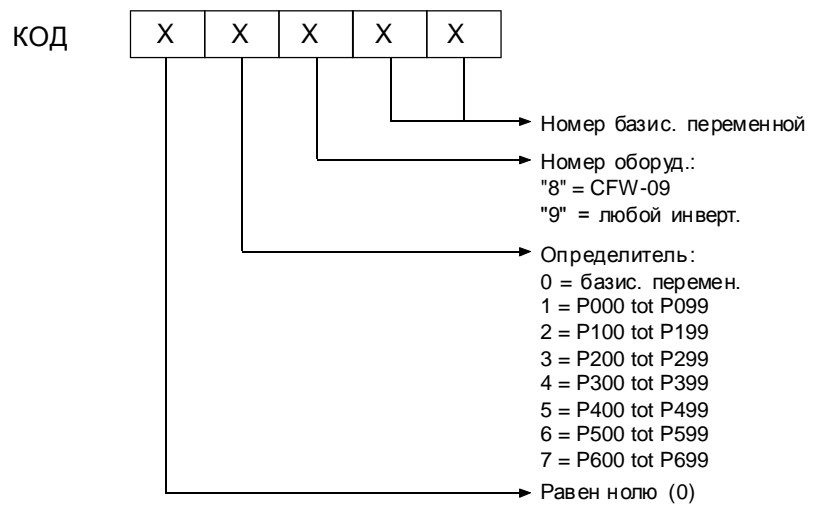 КОД X X X X X
Номер базис. переменной
Номер оборуд.:
"8" = CFW-09
"9" = любой инверт.
Определитель:
0 = базис. перемен.
1 = P000 tot P099
2 = P100 tot P199
3 = P200 tot P299
4 = P300 tot P399
5 = P400 tot P499
6 = P500 tot P599
7 = P600 tot P699
Равен нолю (0)